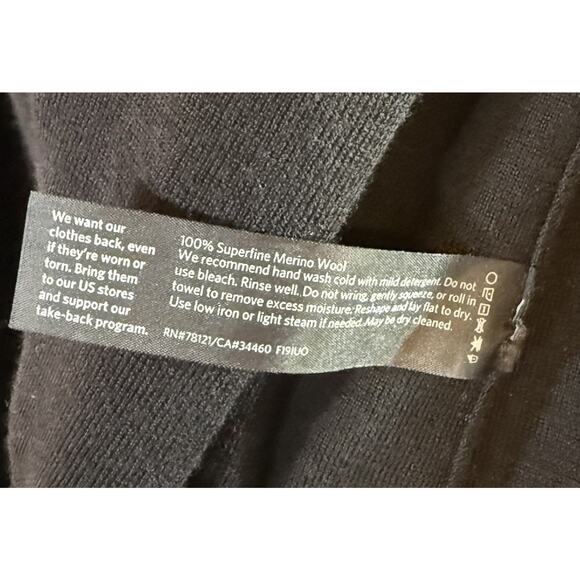 We want our
clothes back, even
if they're worn or
torn. Bring them
to our US stores
and support our
take-back program.
100% Superfine Merino Wool
We recommend hand wash cold with mild detergent. Do not
use bleach. Rinse well. Do not wring, gently squeeze, or roll in
towel to remove excess moisture. Reshape and lay flat to dry.
Use low iron or light steam if needed. May be dry cleaned.
RN#78121/CA#34460 F19IUO